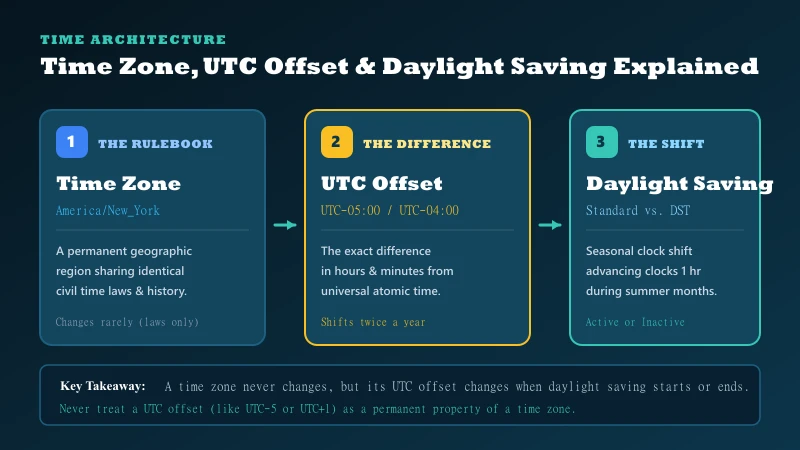 TIME ARCHITECTURE
Time Zone, UTC Offset & Daylight Saving Explained
1
THE RULEBOOK
Time Zone
America/New_York
A permanent geographic
region sharing identical
civil time laws & history.
Changes rarely (laws only)
2
THE DIFFERENCE
UTC Offset
UTC-05:00 / UTC-04:00
The exact difference
in hours & minutes from
universal atomic time.
Shifts twice a year
3
THE SHIFT
Daylight Saving
Standard vs. DST
Seasonal clock shift
advancing clocks 1 hr
during summer months.
Active or Inactive
Key Takeaway: A time zone never changes, but its UTC offset changes when daylight saving starts or ends.
Never treat a UTC offset (like UTC-5 or UTC+1) as a permanent property of a time zone.